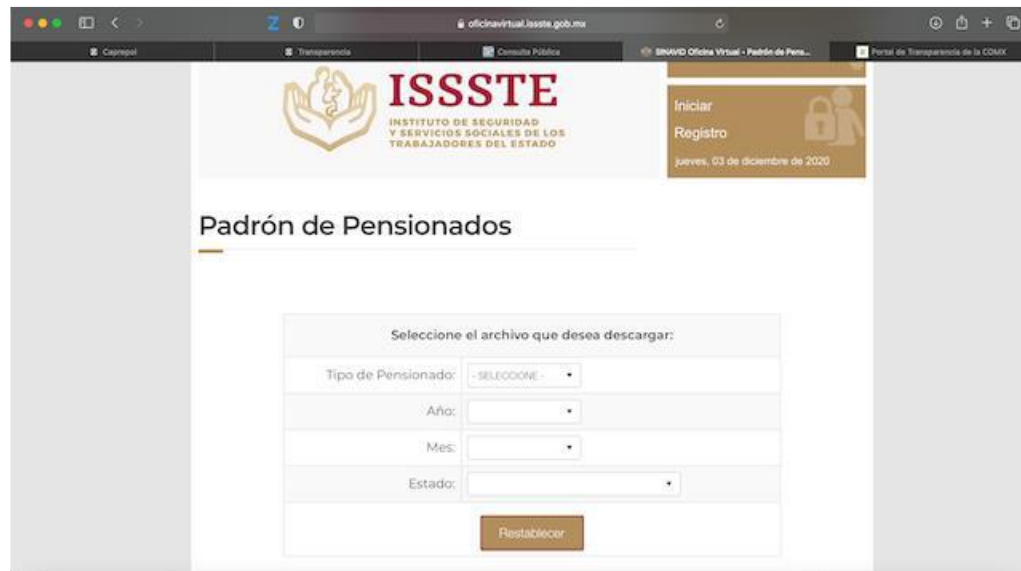 oficinavirtual.issste.gob.mx
Caprepol
Transparencia
Consulta Pública
SINAVID Oficina Virtual - Padrón de Pens...
Portal de Transparencia de la CDMX
ISSSTE
INSTITUTO DE SEGURIDAD
Y SERVICIOS SOCIALES DE LOS
TRABAJADORES DEL ESTADO
Iniciar
Registro
jueves, 03 de diciembre de 2020
Padrón de Pensionados
Seleccione el archivo que desea descargar:
Tipo de Pensionado: - SELECCIONE -
Año:
Mes:
Estado:
Restablecer